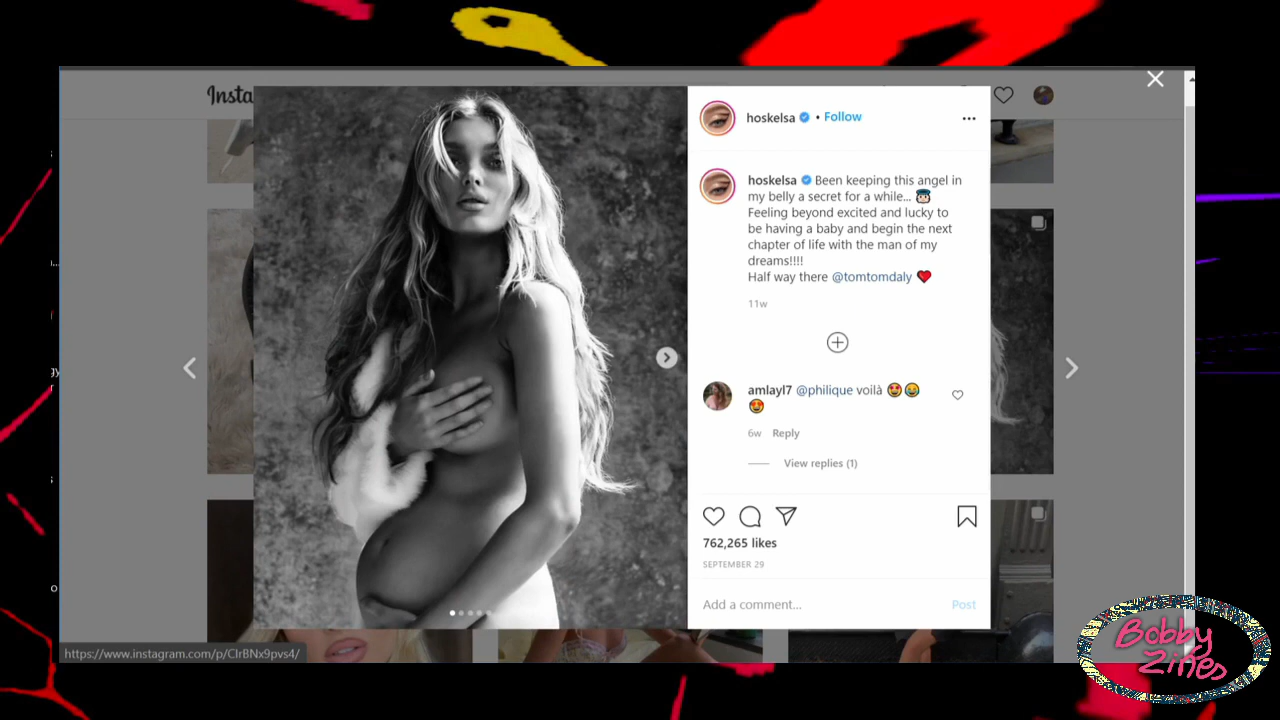 Insta
hoskelsa • Follow
hoskelsa Been keeping this angel in
my belly a secret for a while... 👼🏻
Feeling beyond excited and lucky to
be having a baby and begin the next
chapter of life with the man of my
dreams!!!!
Half way there @tomtomdaly ❤️
11w
amlayl7 @philique voilà 😍😂
😍
6w Reply
View replies (1)
762,265 likes
SEPTEMBER 29
Add a comment... Post
https://www.instagram.com/p/CIrBNx9pvs4/
Bobby
Zines